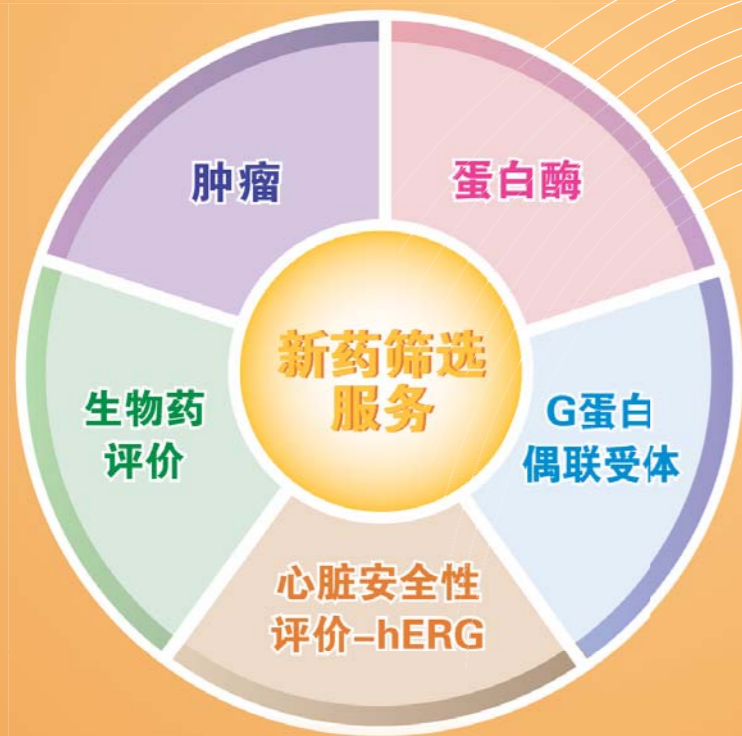 肿瘤
蛋白酶
新药筛选
服务
生物药
评价
G蛋白
偶联受体
心脏安全性
评价-hERG